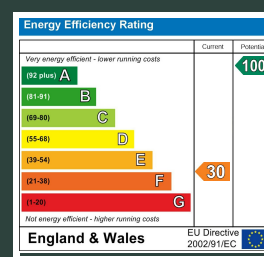 Energy Efficiency Rating
Current
Very energy efficient - lower running costs
(92 plus) A
100
(81-91) B
(69-80) C
(55-68) D
(39-54) E
30
(21-38) F
(1-20) G
Not energy efficient - higher running costs
England & Wales
EU Directive
2002/91/EC